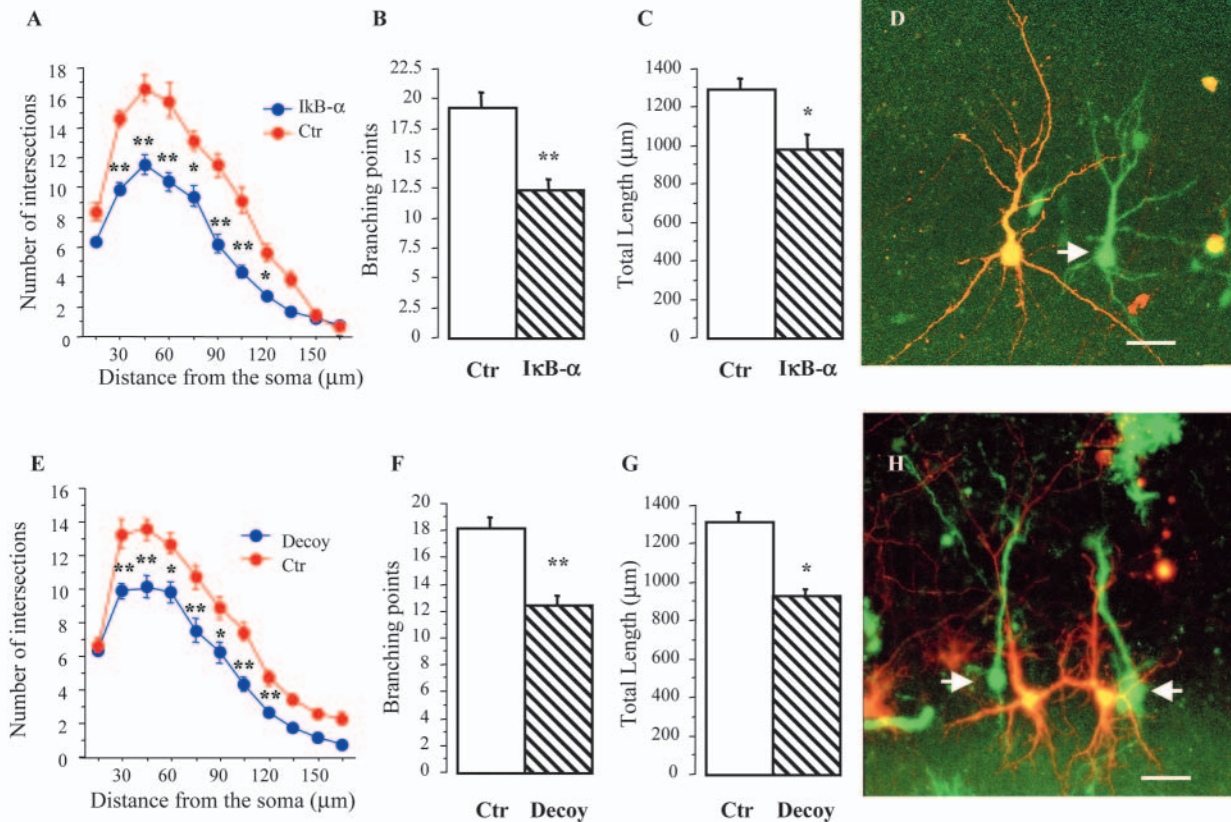 A
Number of intersections
18
16
14
12
10
8
6
4
2
0
30 60 90 120 150
Distance from the soma (μm)
IkB-α
Ctr
**
**
**
*
**
**
*
B
Branching points
22.5
20
17.5
15
12.5
10
7.5
5
2.5
0
**
Ctr IκB-α
C
Total Length (μm)
1400
1200
1000
800
600
400
200
0
*
Ctr IκB-α
D
E
Number of intersections
16
14
12
10
8
6
4
2
0
30 60 90 120 150
Distance from the soma (μm)
Decoy
Ctr
**
**
*
**
*
**
**
F
Branching points
20
18
16
14
12
10
8
6
4
2
0
**
Ctr Decoy
G
Total Length (μm)
1400
1200
1000
800
600
400
200
0
*
Ctr Decoy
H